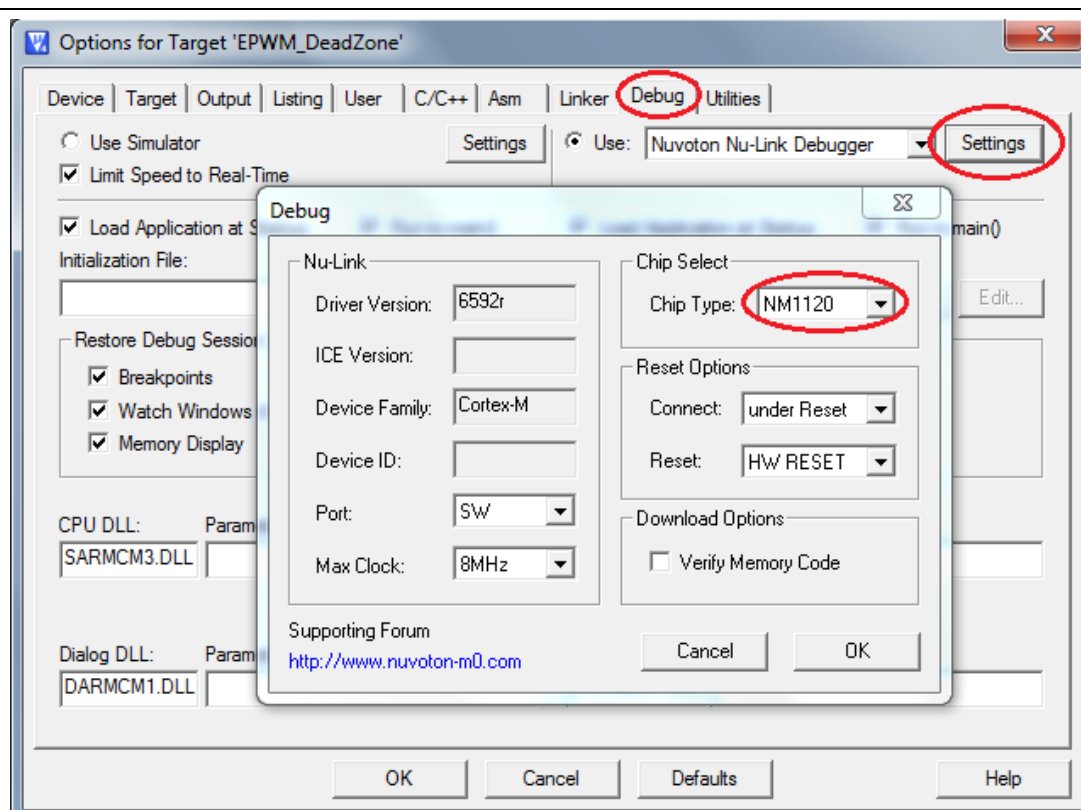 Options for Target 'EPWM_DeadZone'
Device Target Output Listing User C/C++ Asm Linker Debug Utilities
Use Simulator Settings Use: Nuvoton Nu-Link Debugger Settings
Limit Speed to Real-Time
Load Application at main()
Initialization File:
Edit...
Restore Debug Session
Breakpoints
Watch Windows
Memory Display
CPU DLL: Param
SARMCM3.DLL
Dialog DLL: Param
DARMCM1.DLL
Debug
Nu-Link
Driver Version: 6592r
ICE Version:
Device Family: Cortex-M
Device ID:
Port: SW
Max Clock: 8MHz
Chip Select
Chip Type: NM1120
Reset Options
Connect: under Reset
Reset: HW RESET
Download Options
Verify Memory Code
Supporting Forum
http://www.nuvoton-m0.com
Cancel OK
OK Cancel Defaults Help